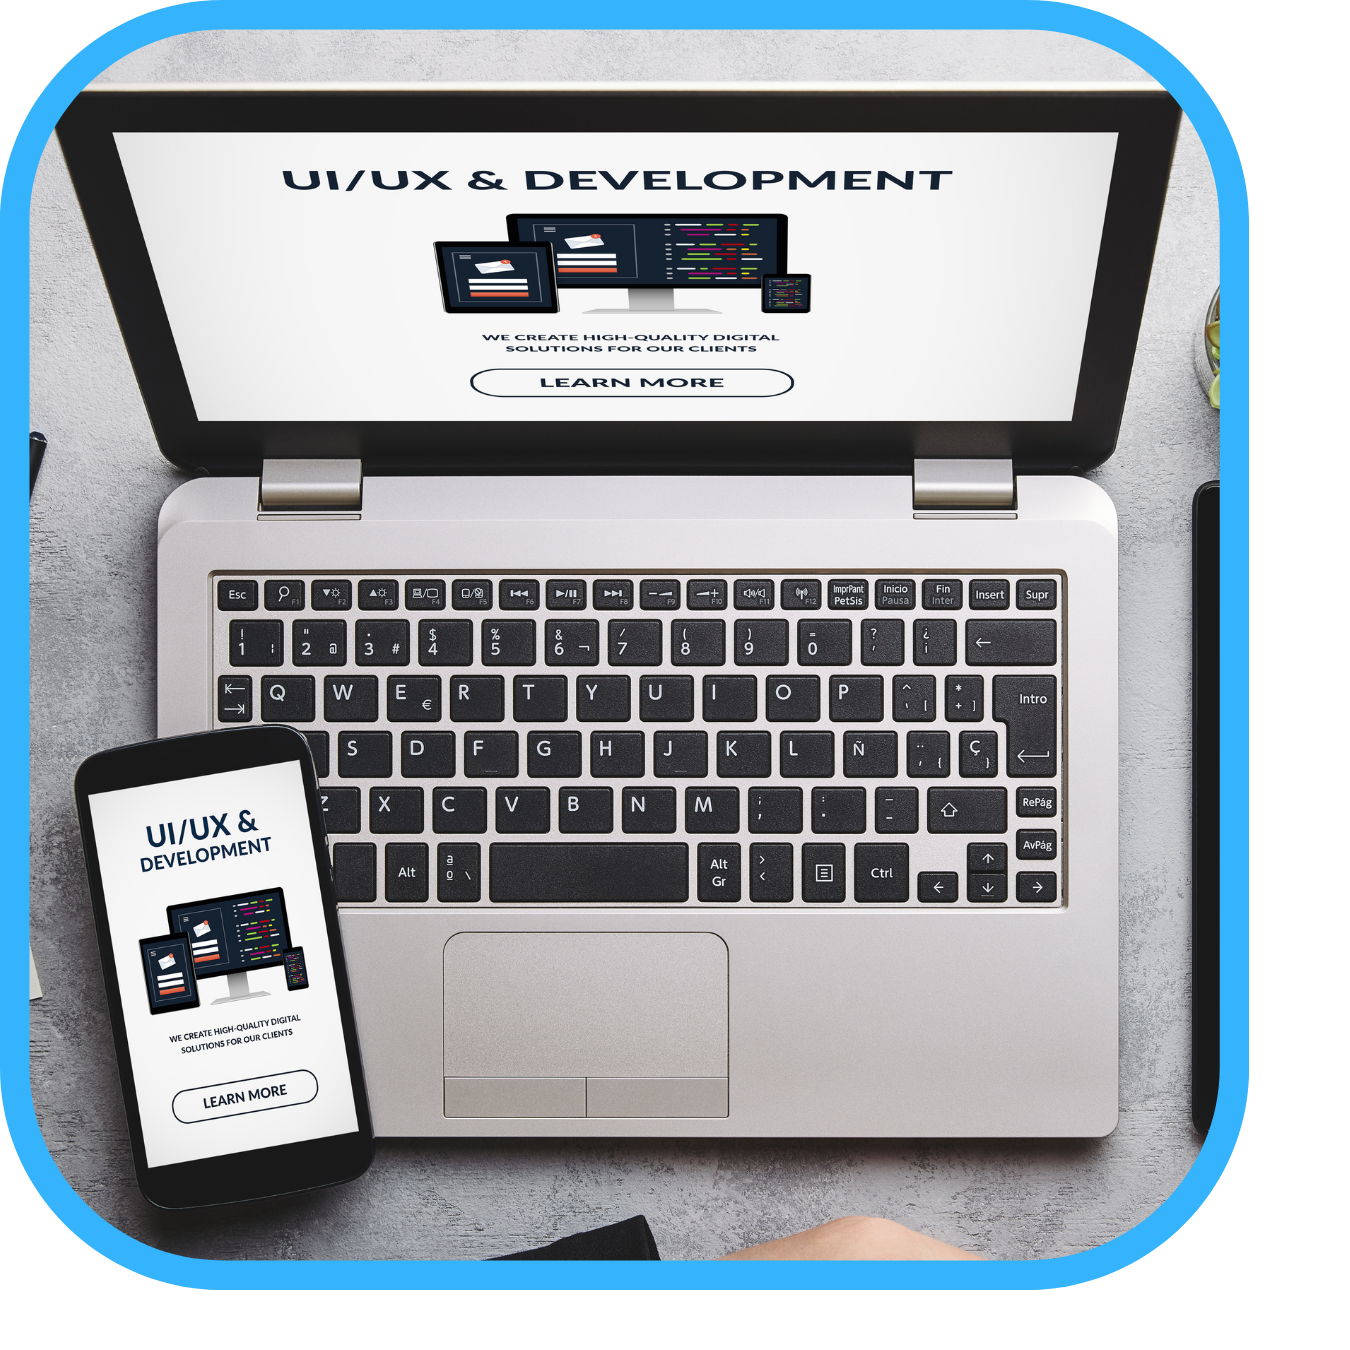 UI/UX & DEVELOPMENT
WE CREATE HIGH-QUALITY DIGITAL
SOLUTIONS FOR OUR CLIENTS
LEARN MORE
Esc F1 F2 F3 F4 F5 F6 F7 F8 F9 F10 F11 F12 ImprPant PetSis Inicio Pausa Fin Inter Insert Supr
! 1 ¦ " 2 @ · 3 # $ 4 % 5 & 6 ¬ / 7 ( 8 ) 9 = 0 ? ' ¿ ¡ ←
Q W E € R T Y U I O P ^ ` [ * + ] Intro
S D F G H J K L Ñ ¨ ´ { Ç }
Z X C V B N M ; , : . _ - RePág
Alt ª º \ Alt Gr > < Ctrl ↑ AvPág
← ↓ →
UI/UX &
DEVELOPMENT
WE CREATE HIGH-QUALITY DIGITAL
SOLUTIONS FOR OUR CLIENTS
LEARN MORE